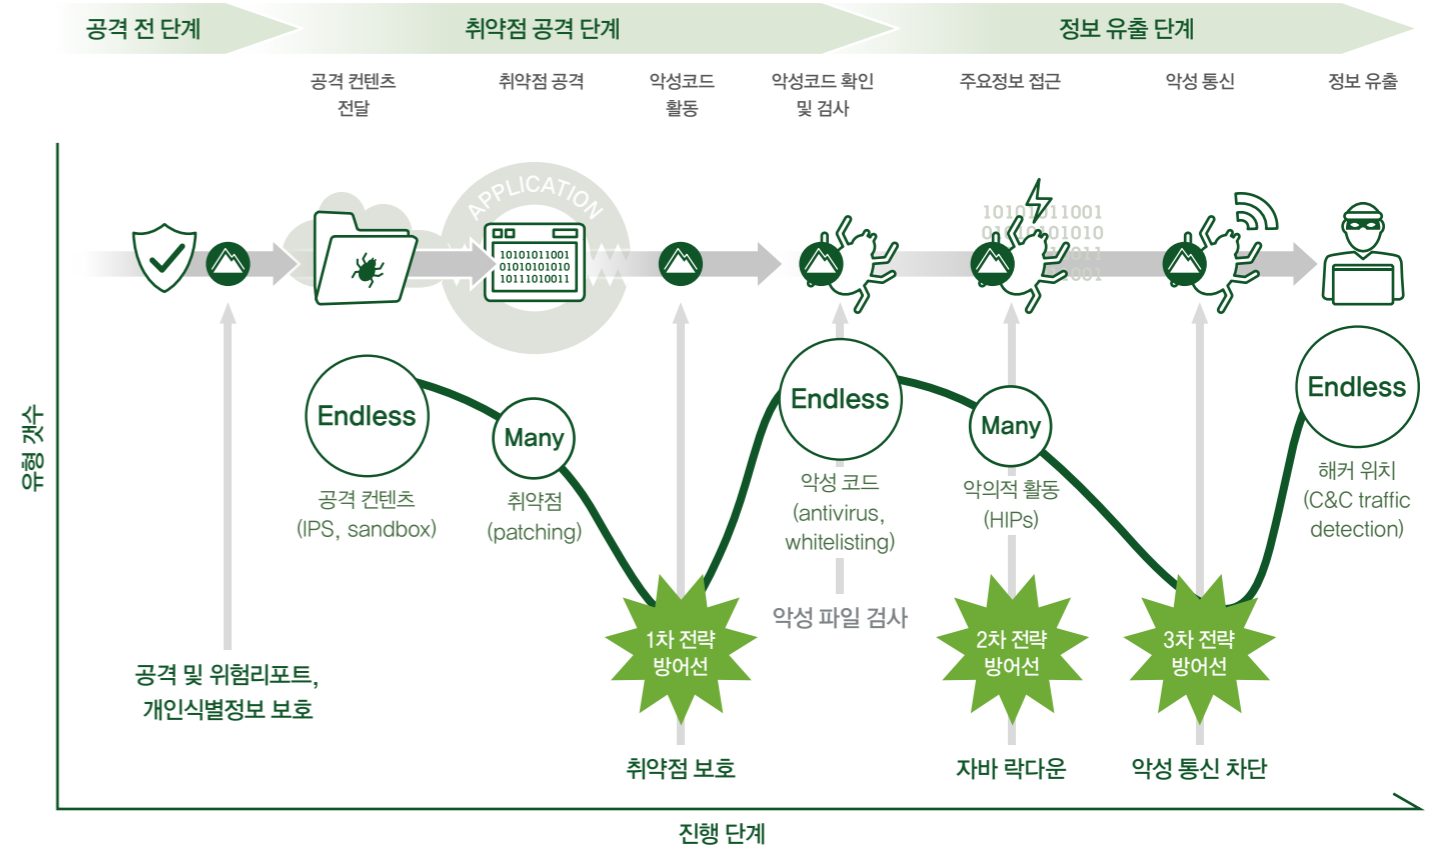 공격 전 단계
취약점 공격 단계
정보 유출 단계
공격 컨텐츠
전달
취약점 공격
악성코드
활동
악성코드 확인
및 검사
주요정보 접근
악성 통신
정보 유출
APPLICATION
10101011001
01010101010
10111010011
10101011001
Endless
Many
Endless
Many
Endless
공격 컨텐츠
(IPS, sandbox)
취약점
(patching)
악성 코드
(antivirus,
whitelisting)
악의적 활동
(HIPs)
해커 위치
(C&C traffic
detection)
유형 갯수
악성 파일 검사
1차 전략
방어선
2차 전략
방어선
3차 전략
방어선
공격 및 위험리포트,
개인식별정보 보호
취약점 보호
자바 락다운
악성 통신 차단
진행 단계